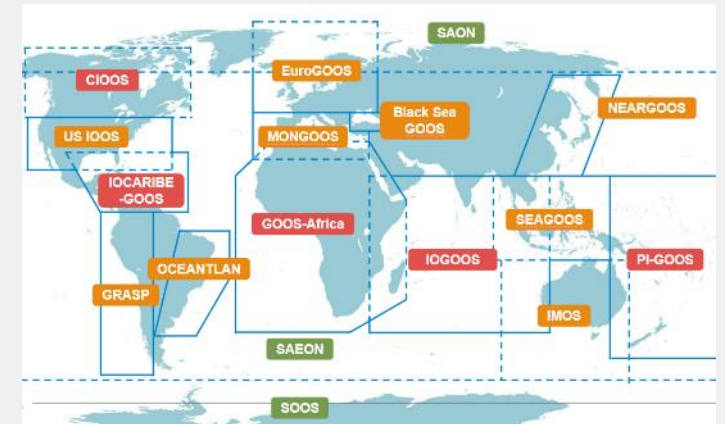 SAON
CIOOS
EuroGOOS
Black Sea
GOOS
NEARGOOS
US IOOS
MONGOOS
IOCARIBE
-GOOS
GOOS-Africa
SEAGOOS
OCEANTLAN
IOGOOS
PI-GOOS
GRASP
IMOS
SAEON
SOOS